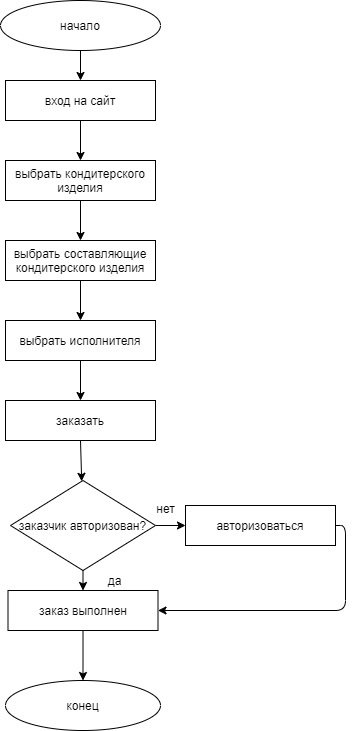 начало
вход на сайт
выбрать кондитерского
изделия
выбрать составляющие
кондитерского изделия
выбрать исполнителя
заказать
заказчик авторизован?
нет
авторизоваться
да
заказ выполнен
конец